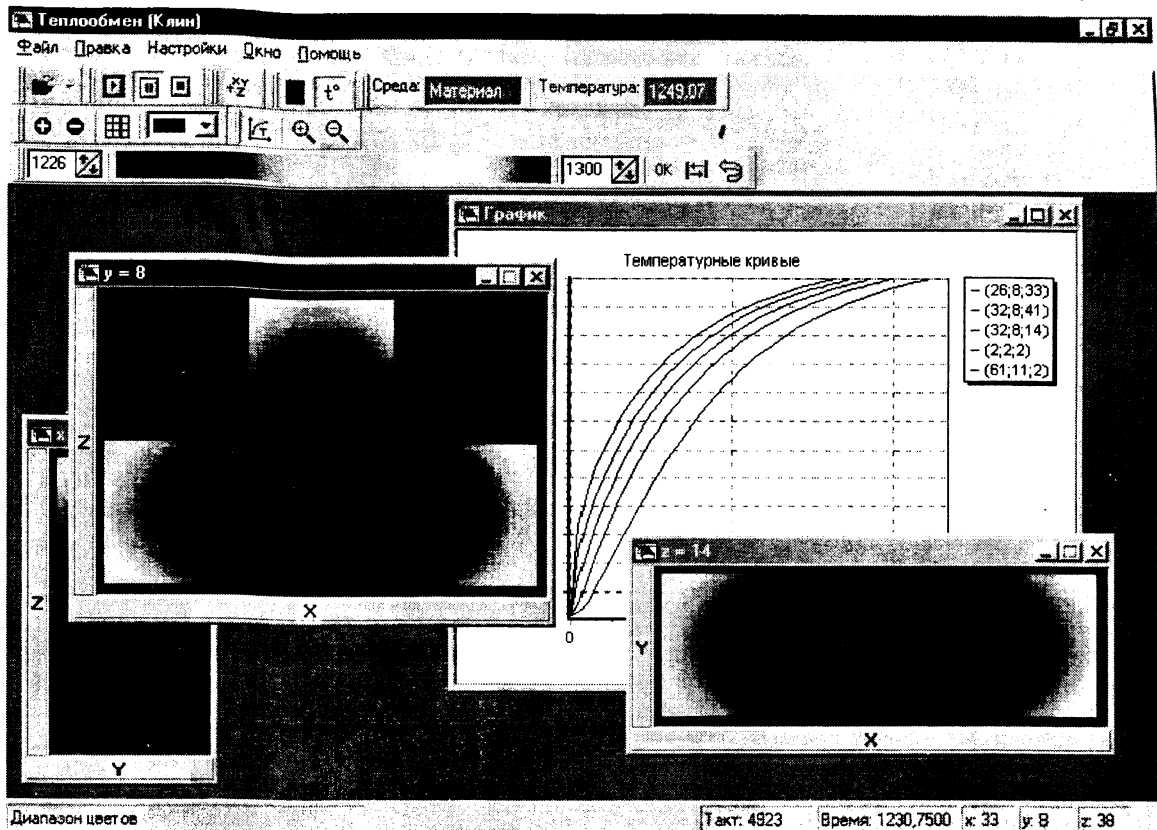 Теплообмен (Клин)
Файл Правка Настройки Окно Помощь
XYZ t° Среда: Материал Температура: 1249,07
T
1226 1300 OK
График
Температурные кривые
(26;8;33)
(32;8;41)
(32;8;14)
(2;2;2)
(61;11;2)
0
y = 8
Z
X
x
Z
Y
z = 14
Y
X
Диапазон цветов Такт: 4923 Время: 1230,7500 x: 33 y: 8 z: 38